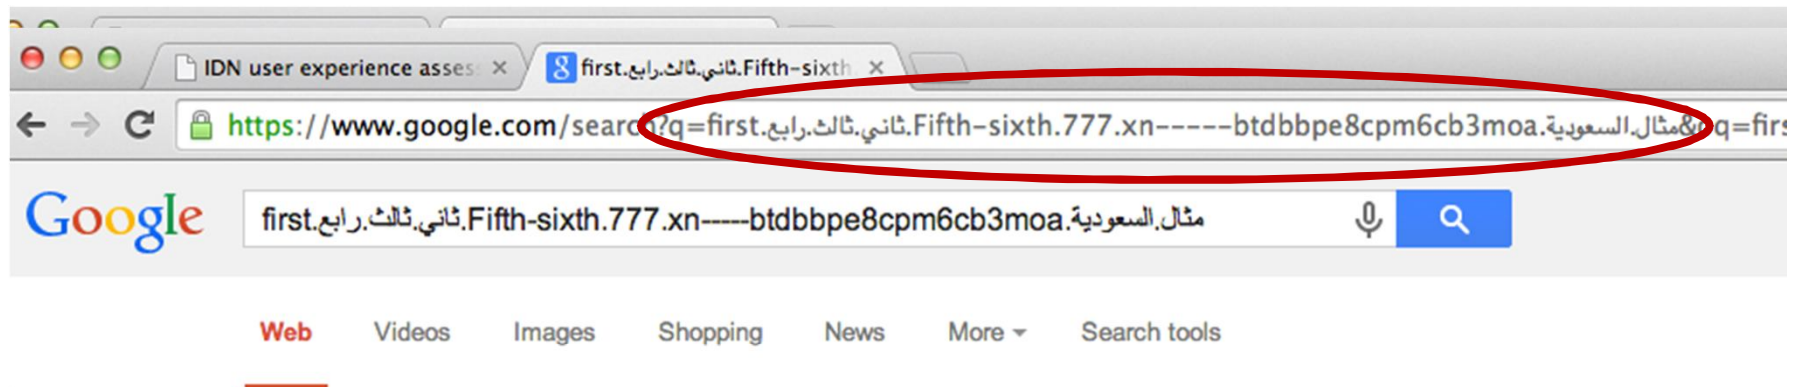 IDN user experience asses × first.ثاني.ثالث.رابع.Fifth-sixth. ×
https://www.google.com/search?q=first.ثاني.ثالث.رابع.Fifth-sixth.777.xn-----btdbbpe8cpm6cb3moa.مثال.السعودية&oq=firs
Google first.ثاني.ثالث.رابع.Fifth-sixth.777.xn-----btdbbpe8cpm6cb3moa.مثال.السعودية
Web Videos Images Shopping News More Search tools